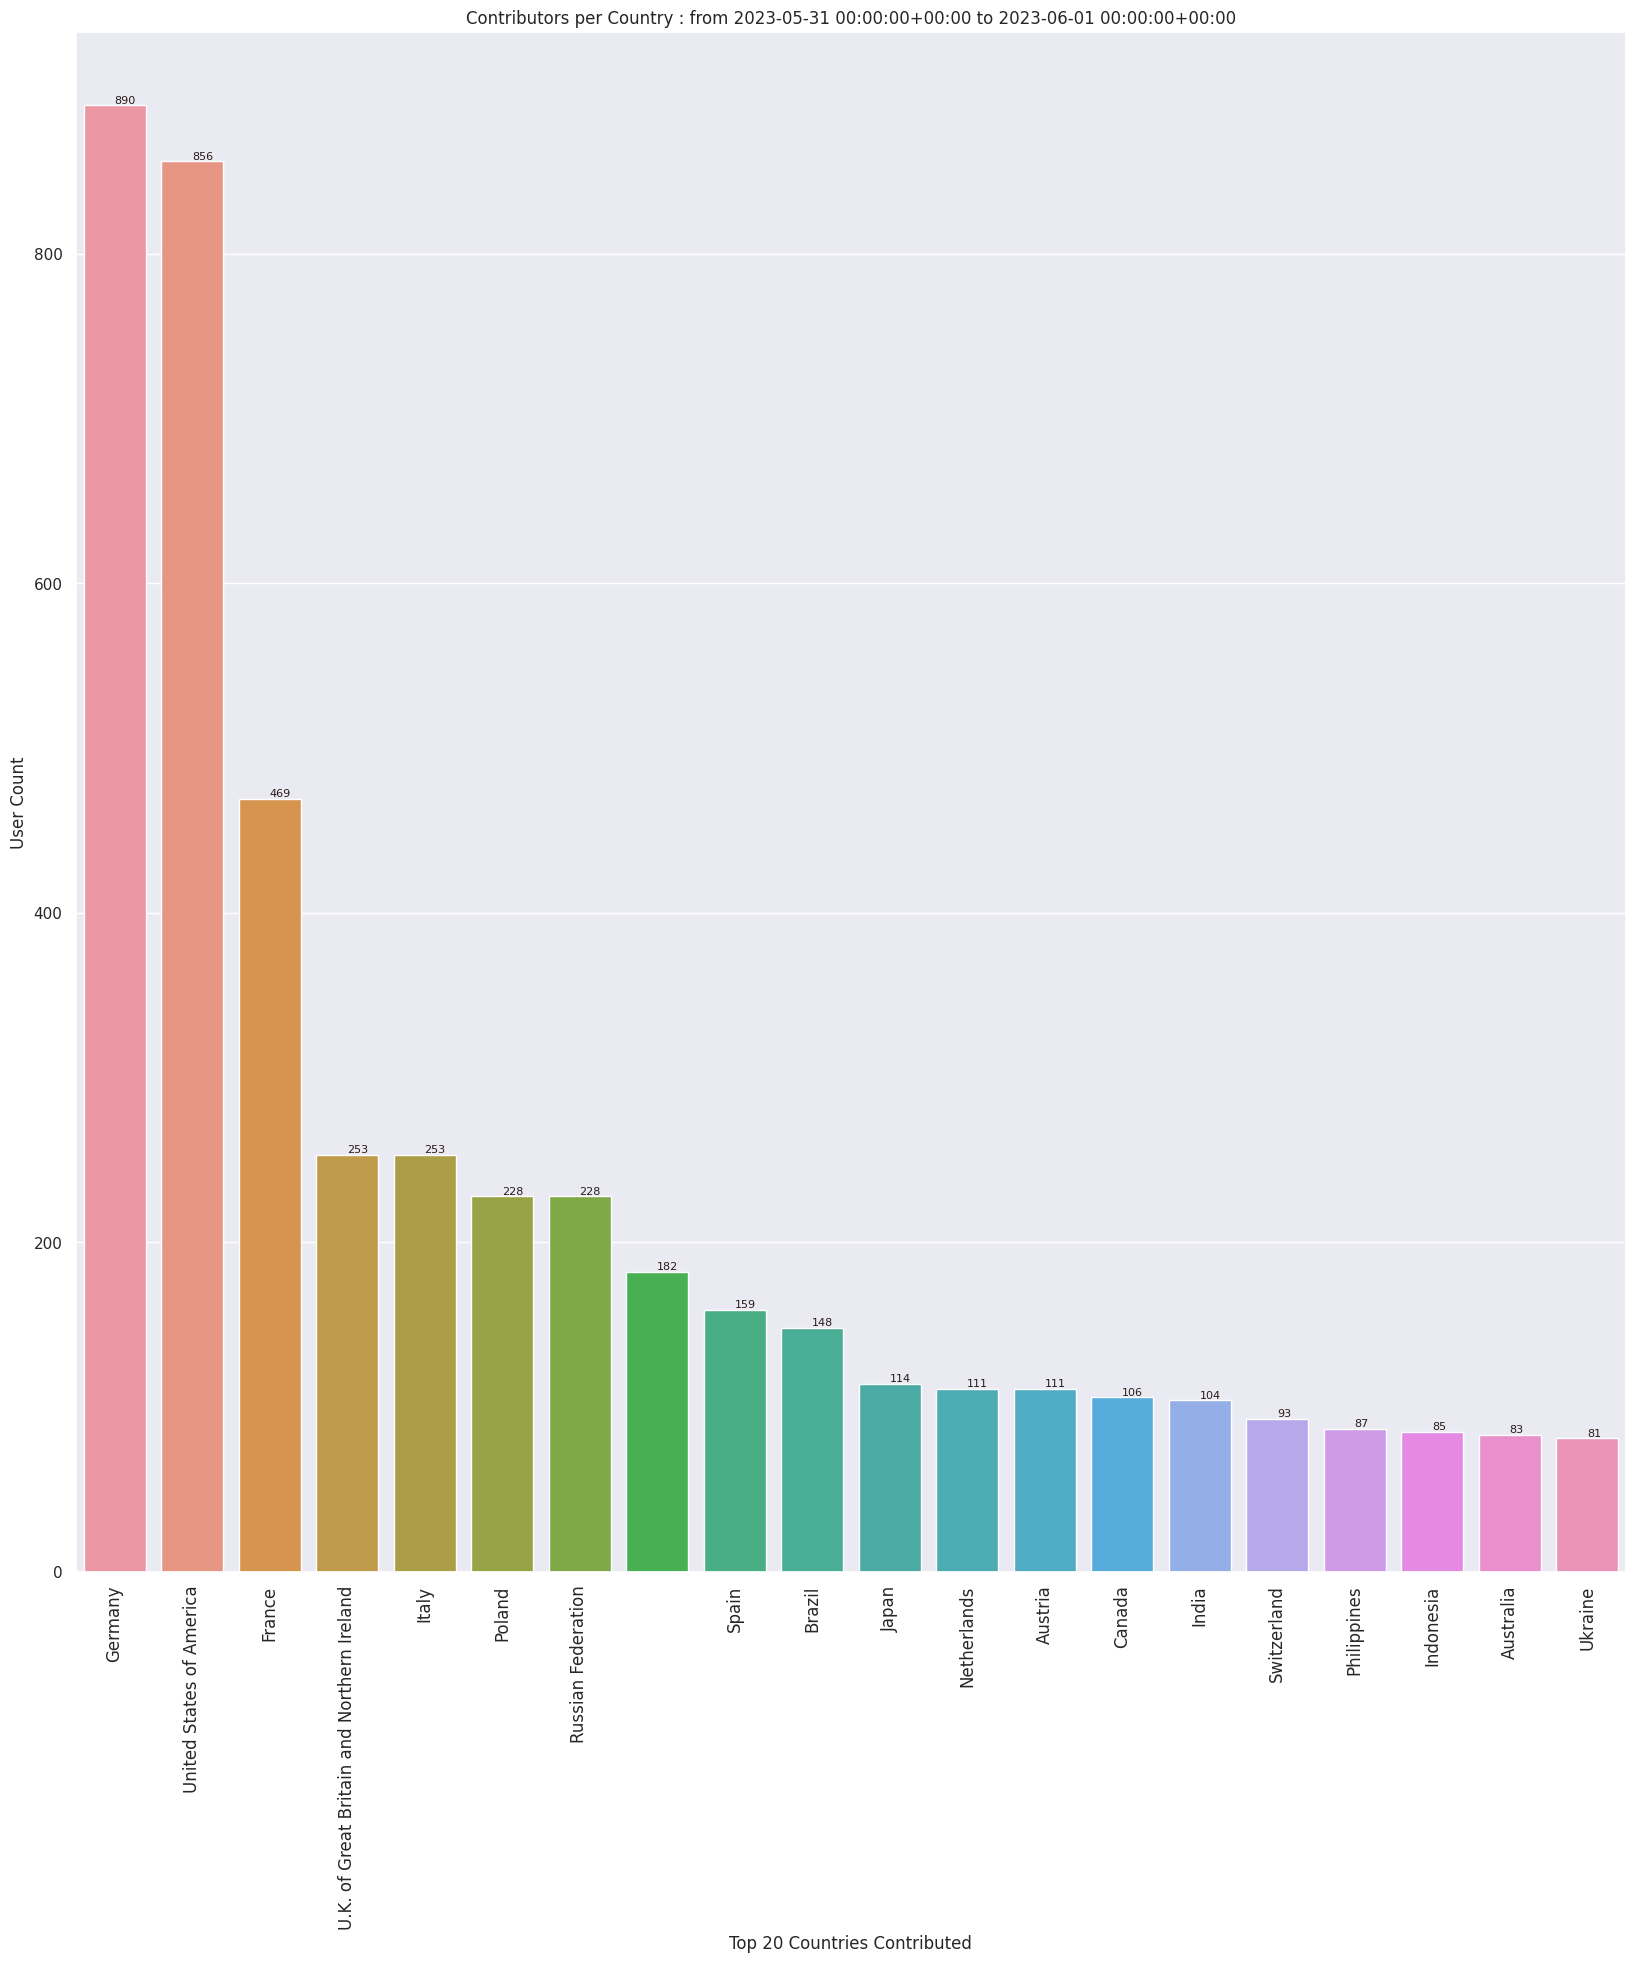 Contributors per Country : from 2023-05-31 00:00:00+00:00 to 2023-06-01 00:00:00+00:00
User Count
800
600
400
200
0
890
856
469
253
253
228
228
182
159
148
114
111
111
106
104
93
87
85
83
81
Germany
United States of America
France
U.K. of Great Britain and Northern Ireland
Italy
Poland
Russian Federation
Spain
Brazil
Japan
Netherlands
Austria
Canada
India
Switzerland
Philippines
Indonesia
Australia
Ukraine
Top 20 Countries Contributed